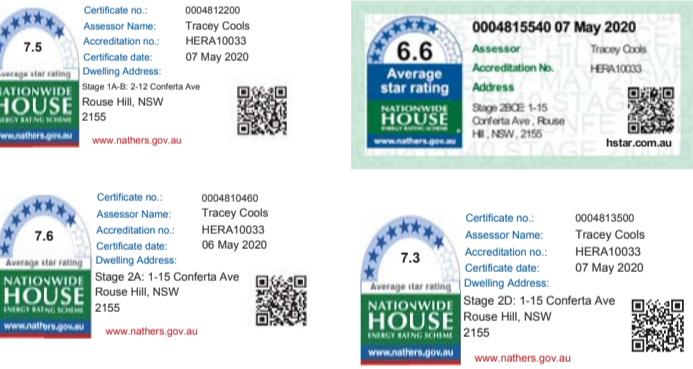 7.5
Average star rating
NATIONWIDE
HOUSE
ENERGY RATING SCHEME
www.nathers.gov.au
Certificate no.: 0004812200
Assessor Name: Tracey Cools
Accreditation no.: HERA10033
Certificate date: 07 May 2020
Dwelling Address:
Stage 1A-B: 2-12 Conferta Ave
Rouse Hill, NSW
2155
www.nathers.gov.au
6.6
Average
star rating
NATIONWIDE
HOUSE
ENERGY RATING SCHEME
www.nathers.gov.au
0004815540 07 May 2020
Assessor Tracey Cools
Accreditation No. HERA10033
Address
Stage 2BCE: 1-15
Conferta Ave , Rouse
Hill , NSW , 2155
hstar.com.au
7.6
Average star rating
NATIONWIDE
HOUSE
ENERGY RATING SCHEME
www.nathers.gov.au
Certificate no.: 0004810460
Assessor Name: Tracey Cools
Accreditation no.: HERA10033
Certificate date: 06 May 2020
Dwelling Address:
Stage 2A: 1-15 Conferta Ave
Rouse Hill, NSW
2155
www.nathers.gov.au
7.3
Average star rating
NATIONWIDE
HOUSE
ENERGY RATING SCHEME
www.nathers.gov.au
Certificate no.: 0004813500
Assessor Name: Tracey Cools
Accreditation no.: HERA10033
Certificate date: 07 May 2020
Dwelling Address:
Stage 2D: 1-15 Conferta Ave
Rouse Hill, NSW
2155
www.nathers.gov.au